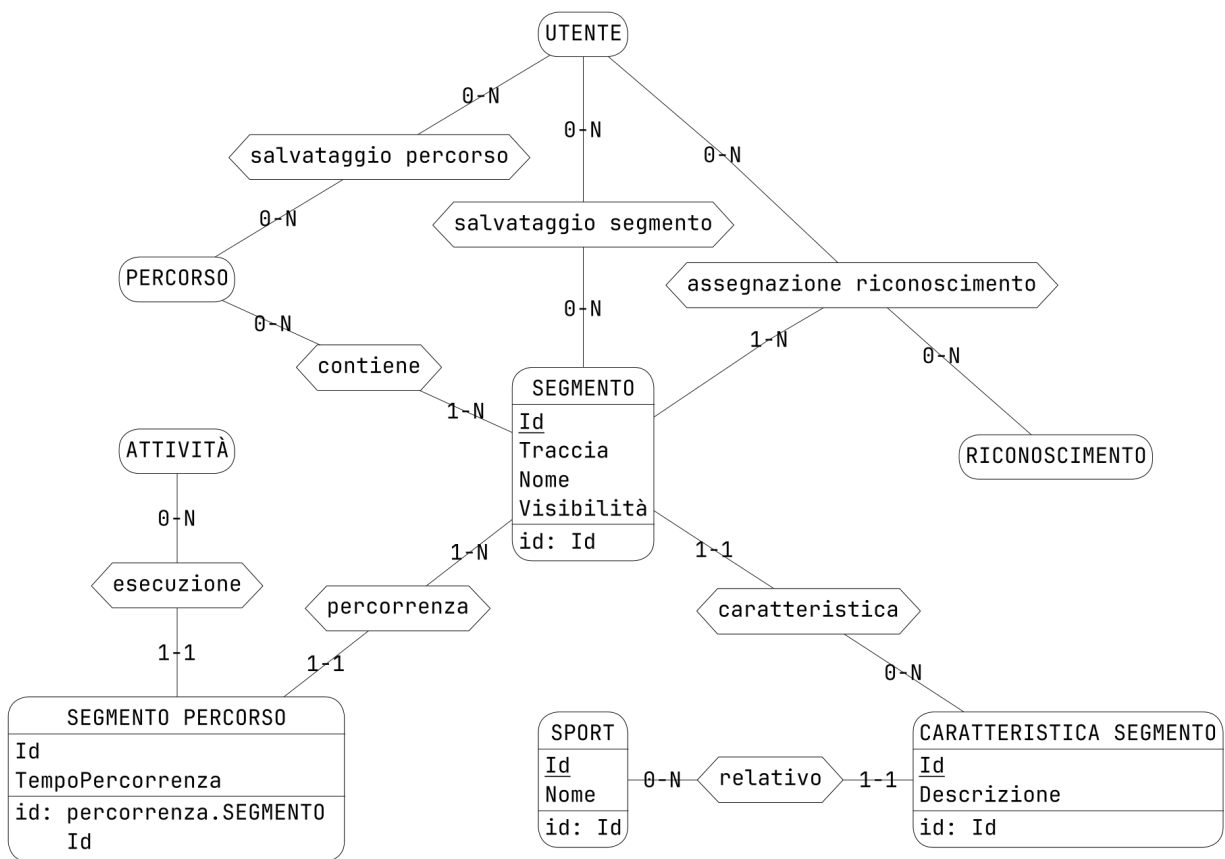 UTENTE
0-N
0-N
0-N
salvataggio percorso
salvataggio segmento
0-N
PERCORSO
assegnazione riconoscimento
0-N
0-N
1-N
0-N
contiene
1-N
SEGMENTO
Id
Traccia
Nome
Visibilità
id: Id
ATTIVITÀ
RICONOSCIMENTO
0-N
1-N
1-1
esecuzione
percorrenza
caratteristica
1-1
1-1
0-N
SEGMENTO PERCORSO
Id
TempoPercorrenza
id: percorrenza.SEGMENTO
Id
SPORT
Id
Nome
id: Id
0-N
relativo
1-1
CARATTERISTICA SEGMENTO
Id
Descrizione
id: Id